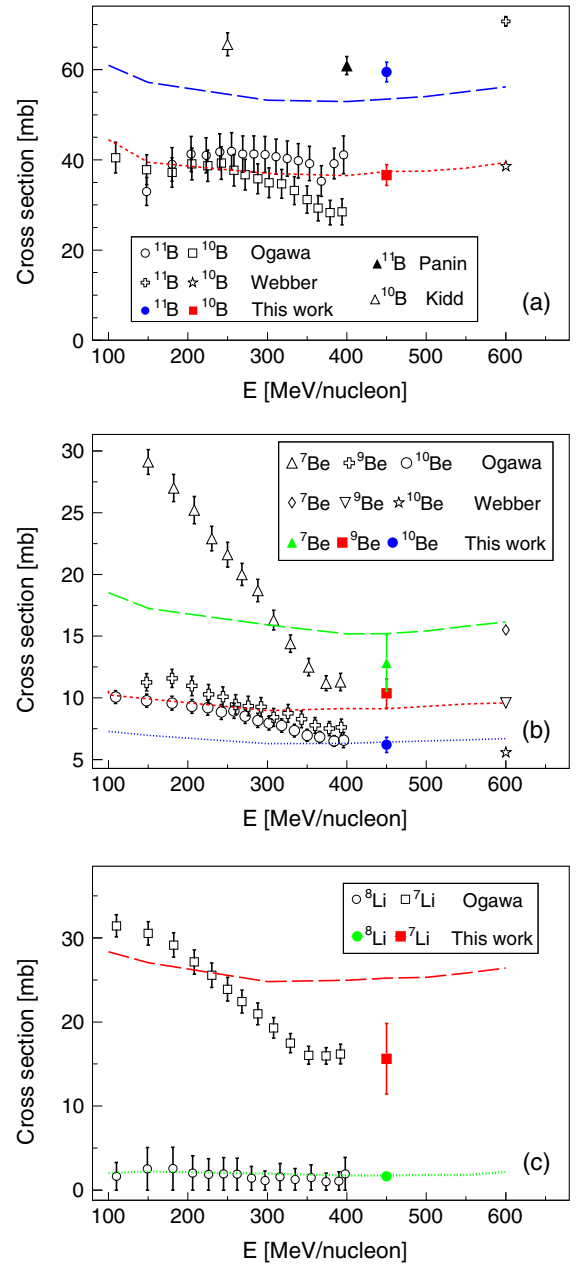 Cross section [mb]
60
40
20
0
¹¹B ¹⁰B Ogawa
¹¹B ¹⁰B Webber
¹¹B ¹⁰B This work
¹¹B Panin
¹⁰B Kidd
(a)
100 200 300 400 500 600
E [MeV/nucleon]
Cross section [mb]
30
25
20
15
10
5
⁷Be ⁹Be ¹⁰Be Ogawa
⁷Be ⁹Be ¹⁰Be Webber
⁷Be ⁹Be ¹⁰Be This work
(b)
100 200 300 400 500 600
E [MeV/nucleon]
Cross section [mb]
30
20
10
0
⁸Li ⁷Li Ogawa
⁸Li ⁷Li This work
(c)
100 200 300 400 500 600
E [MeV/nucleon]